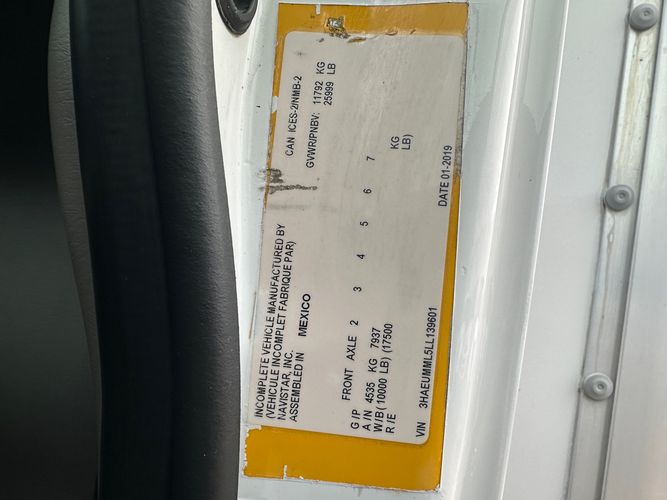 INCOMPLETE VEHICLE MANUFACTURED BY
(VEHICULE INCOMPLET FABRIQUE PAR)
NAVISTAR, INC.
ASSEMBLED IN MEXICO
CAN ICES-2/NMB-2
GVWR/PNBV: 11792 KG
25999 LB
FRONT AXLE 2 3 4 5 6 7
G/P
A/N 4535 KG 7937 KG
W/B (10000 LB) (17500 LB)
R/E
VIN 3HAEUMML5LL139601 DATE 01-2019